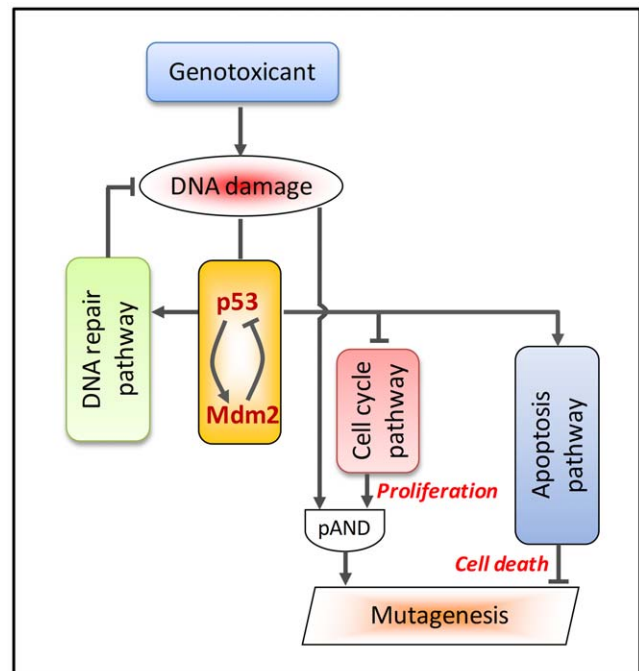 Genotoxicant
DNA damage
DNA repair
pathway
p53
Mdm2
Cell cycle
pathway
Apoptosis
pathway
Proliferation
pAND
Cell death
Mutagenesis